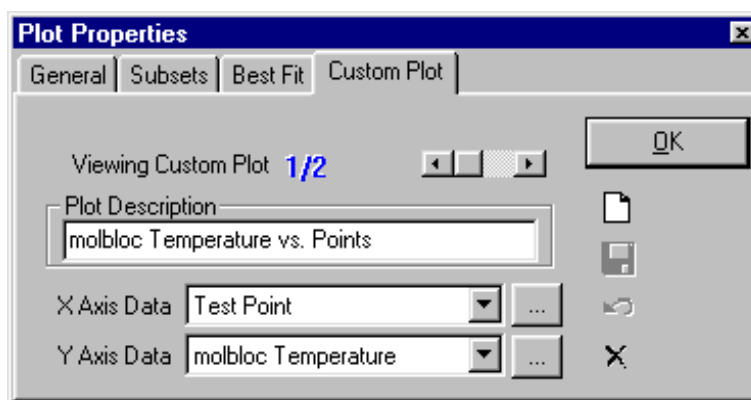 Plot Properties
General Subsets Best Fit Custom Plot
Viewing Custom Plot 1/2
OK
Plot Description
molbloc Temperature vs. Points
X Axis Data Test Point ...
Y Axis Data molbloc Temperature ...